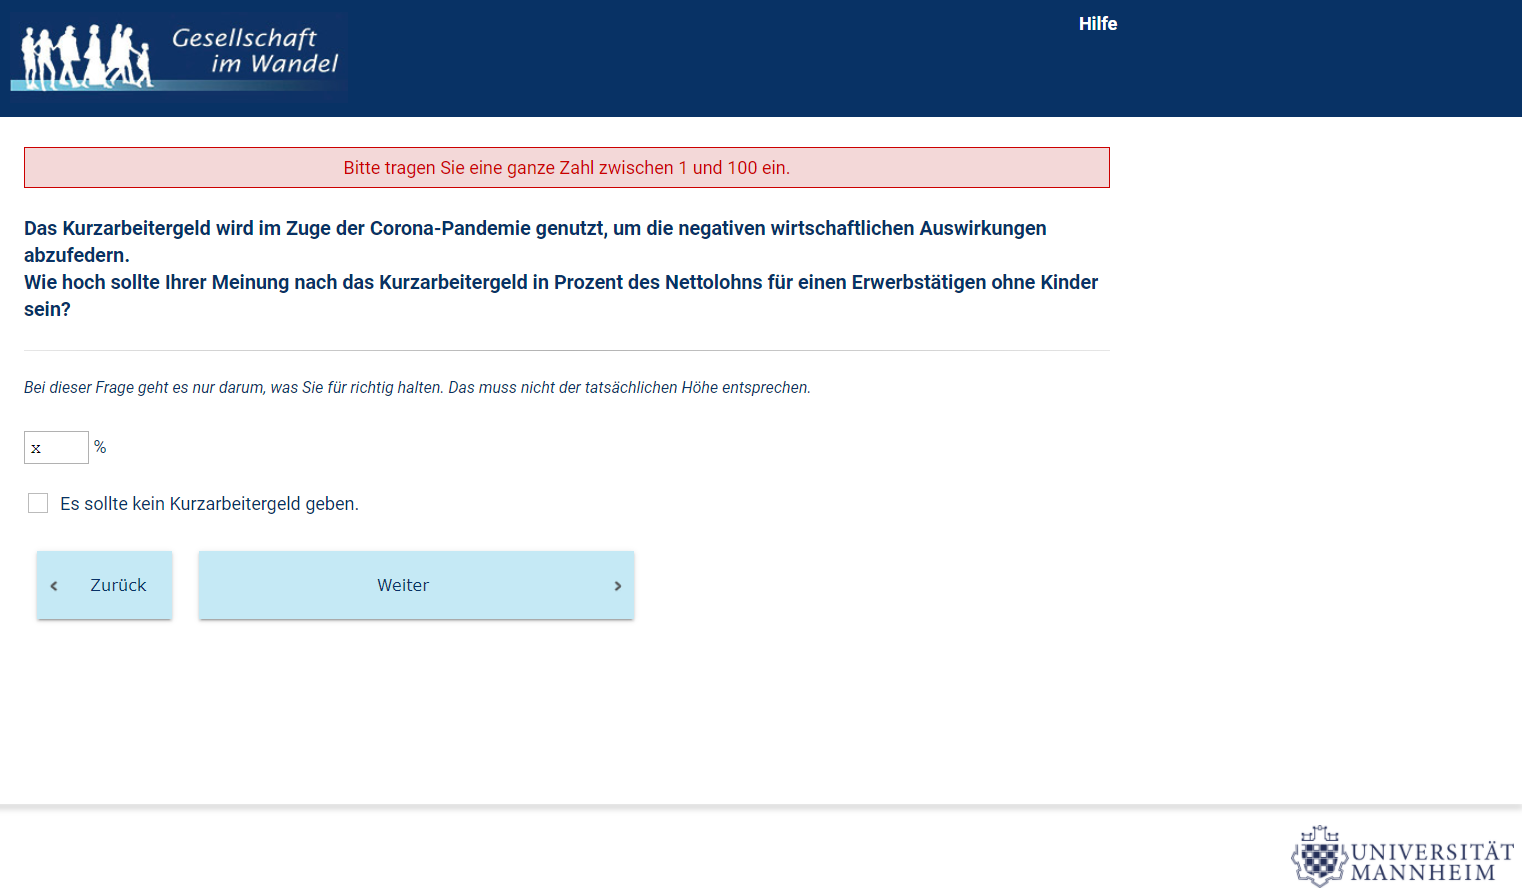 Gesellschaft
im Wandel
Hilfe
Bitte tragen Sie eine ganze Zahl zwischen 1 und 100 ein.
Das Kurzarbeitergeld wird im Zuge der Corona-Pandemie genutzt, um die negativen wirtschaftlichen Auswirkungen
abzufedern.
Wie hoch sollte Ihrer Meinung nach das Kurzarbeitergeld in Prozent des Nettolohns für einen Erwerbstätigen ohne Kinder
sein?
Bei dieser Frage geht es nur darum, was Sie für richtig halten. Das muss nicht der tatsächlichen Höhe entsprechen.
x %
Es sollte kein Kurzarbeitergeld geben.
Zurück
Weiter
UNIVERSITÄT
MANNHEIM